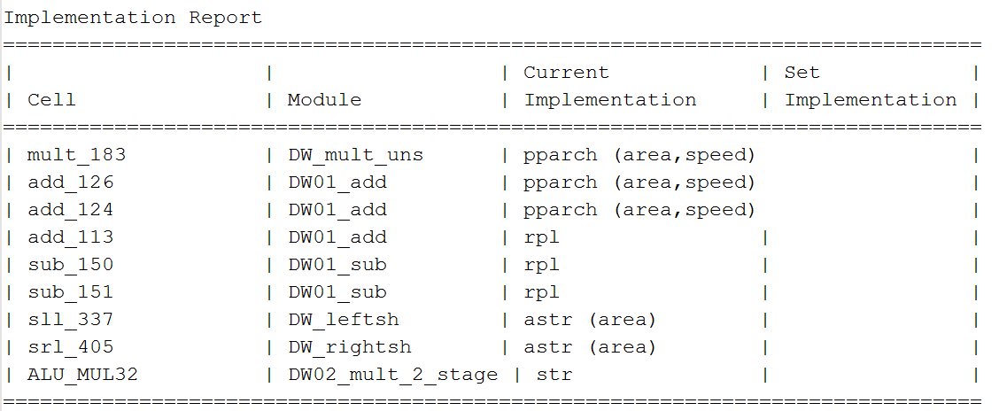 Implementation Report
===============================================================================
|                    |                  | Current            | Set            |
| Cell               | Module           | Implementation     | Implementation |
===============================================================================
| mult_183           | DW_mult_uns      | pparch (area,speed)                 |
| add_126            | DW01_add         | pparch (area,speed)                 |
| add_124            | DW01_add         | pparch (area,speed)                 |
| add_113            | DW01_add         | rpl                |                |
| sub_150            | DW01_sub         | rpl                |                |
| sub_151            | DW01_sub         | rpl                |                |
| sll_337            | DW_leftsh        | astr (area)        |                |
| srl_405            | DW_rightsh       | astr (area)        |                |
| ALU_MUL32          | DW02_mult_2_stage | str               |                |
===============================================================================